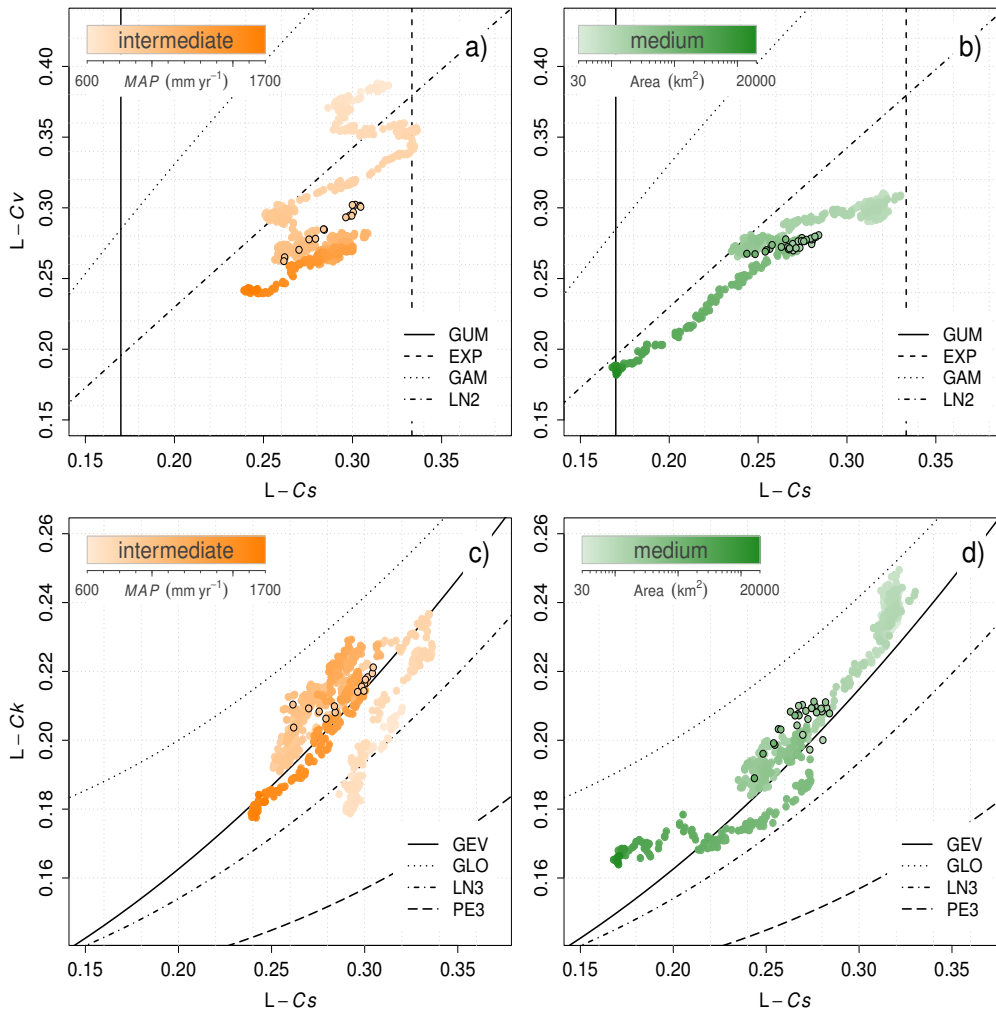 intermediate
a)
600 MAP (mm yr−1) 1700
L − Cv
0.15 0.20 0.25 0.30 0.35 0.40
GUM
EXP
GAM
LN2
0.15 0.20 0.25 0.30 0.35
L − Cs
medium
b)
30 Area (km2) 20000
0.15 0.20 0.25 0.30 0.35 0.40
GUM
EXP
GAM
LN2
0.15 0.20 0.25 0.30 0.35
L − Cs
intermediate
c)
600 MAP (mm yr−1) 1700
L − Ck
0.16 0.18 0.20 0.22 0.24 0.26
GEV
GLO
LN3
PE3
0.15 0.20 0.25 0.30 0.35
L − Cs
medium
d)
30 Area (km2) 20000
0.16 0.18 0.20 0.22 0.24 0.26
GEV
GLO
LN3
PE3
0.15 0.20 0.25 0.30 0.35
L − Cs